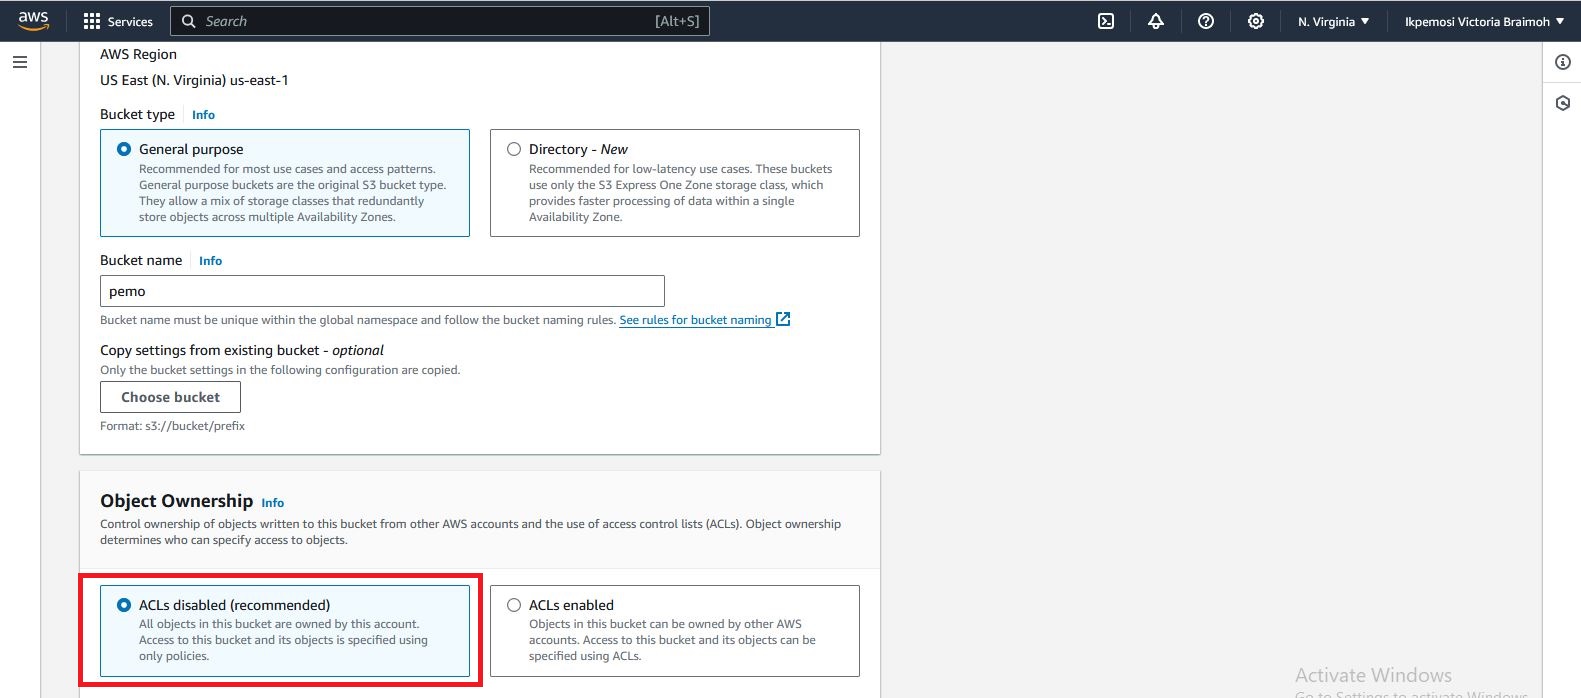 aws
Services
Search
[Alt+S]
N. Virginia
Ikpemosi Victoria Braimoh
AWS Region
US East (N. Virginia) us-east-1
Bucket type
Info
General purpose
Recommended for most use cases and access patterns.
General purpose buckets are the original S3 bucket type.
They allow a mix of storage classes that redundantly
store objects across multiple Availability Zones.
Directory - New
Recommended for low-latency use cases. These buckets
use only the S3 Express One Zone storage class, which
provides faster processing of data within a single
Availability Zone.
Bucket name
Info
pemo
Bucket name must be unique within the global namespace and follow the bucket naming rules. See rules for bucket naming
Copy settings from existing bucket - optional
Only the bucket settings in the following configuration are copied.
Choose bucket
Format: s3://bucket/prefix
Object Ownership
Info
Control ownership of objects written to this bucket from other AWS accounts and the use of access control lists (ACLs). Object ownership
determines who can specify access to objects.
ACLs disabled (recommended)
All objects in this bucket are owned by this account.
Access to this bucket and its objects is specified using
only policies.
ACLs enabled
Objects in this bucket can be owned by other AWS
accounts. Access to this bucket and its objects can be
specified using ACLs.
Activate Windows
Go to Settings to activate Windows.